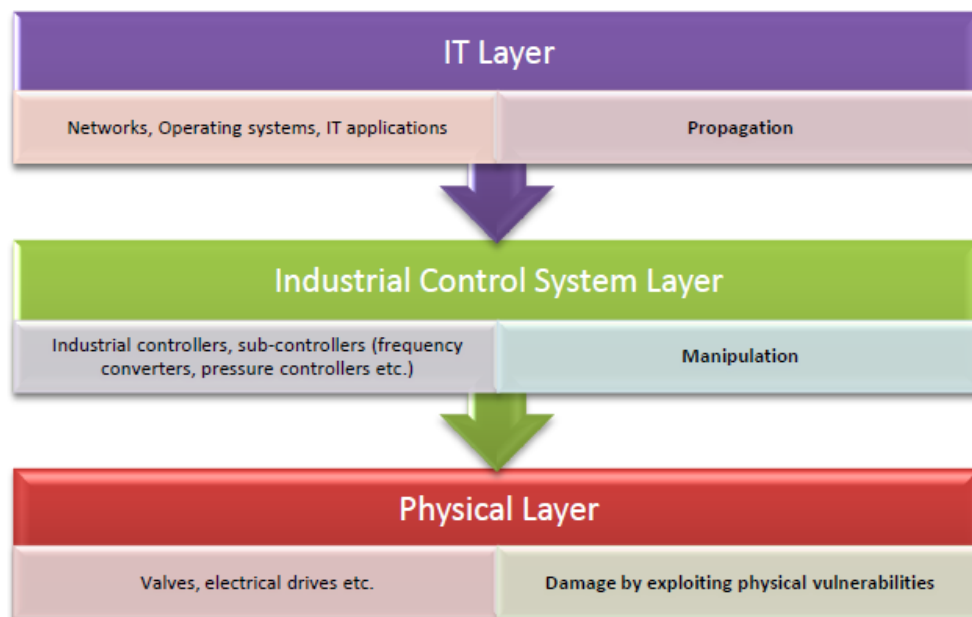 IT Layer
Networks, Operating systems, IT applications
Propagation
Industrial Control System Layer
Industrial controllers, sub-controllers (frequency
converters, pressure controllers etc.)
Manipulation
Physical Layer
Valves, electrical drives etc.
Damage by exploiting physical vulnerabilities